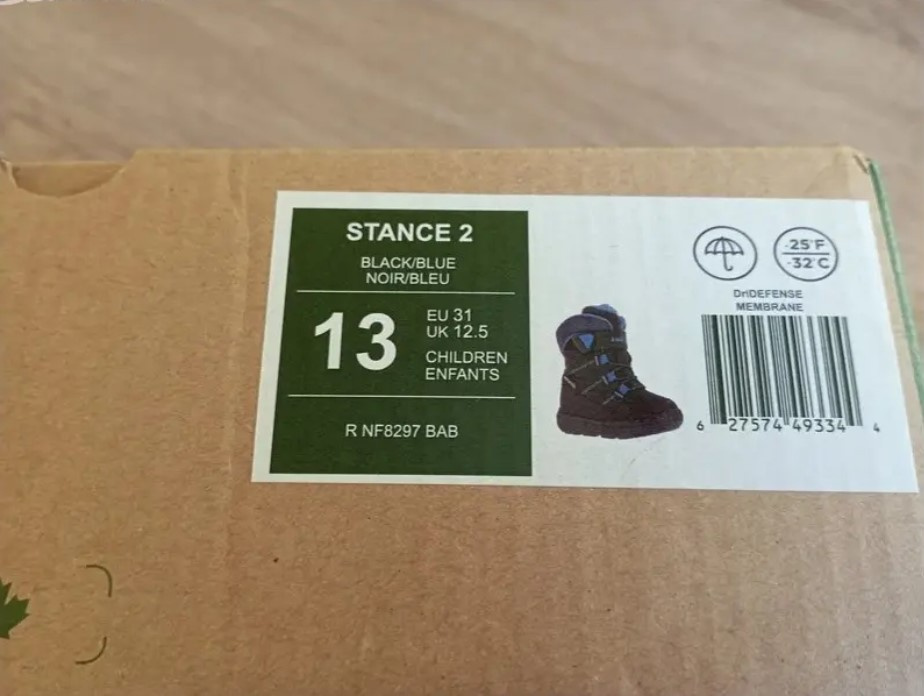 STANCE 2
BLACK/BLUE
NOIR/BLEU
13
EU 31
UK 12.5
CHILDREN
ENFANTS
R NF8297 BAB
-25°F
-32°C
DriDEFENSE
MEMBRANE
6 27574 49334 4